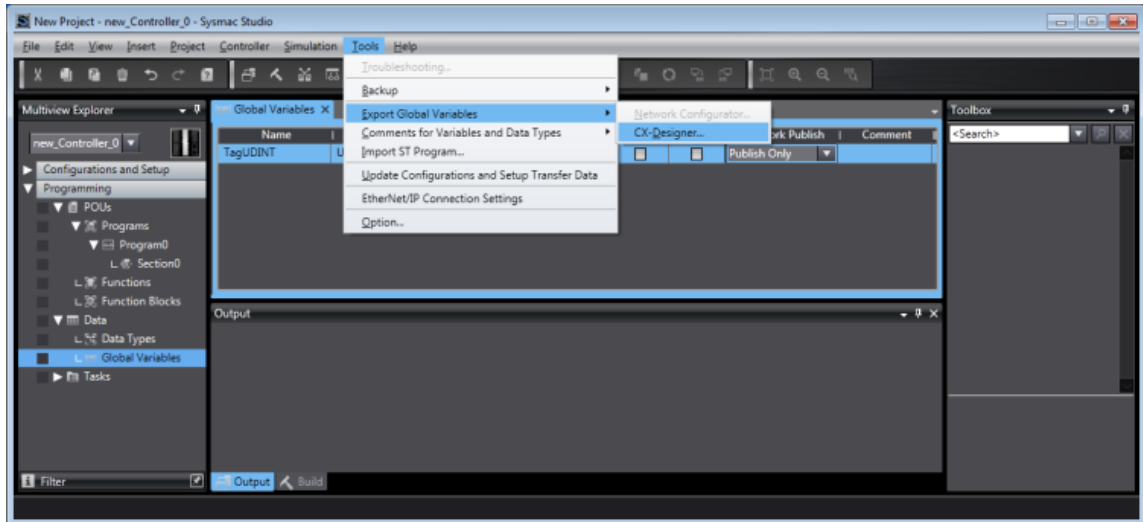 New Project - new_Controller_0 - Sysmac Studio
File Edit View Insert Project Controller Simulation Tools Help
Troubleshooting...
Backup
Export Global Variables
Comments for Variables and Data Types
Import ST Program...
Update Configurations and Setup Transfer Data
EtherNet/IP Connection Settings
Option...
Network Configurator...
CX-Designer...
Multiview Explorer
new_Controller_0
Configurations and Setup
Programming
POUs
Programs
Program0
Section0
Functions
Function Blocks
Data
Data Types
Global Variables
Tasks
Filter
Global Variables
Name Publish Comment
TagUDINT U Publish Only
Output
Output Build
Toolbox
<Search>